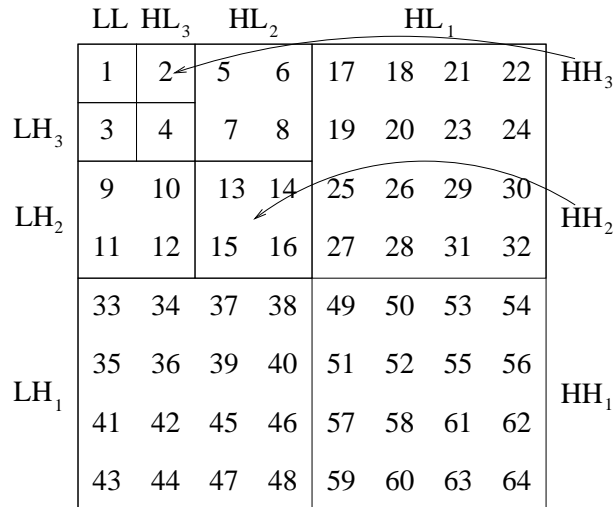 LL HL₃ HL₂ HL₁
1 2 5 6 17 18 21 22 HH₃
LH₃ 3 4 7 8 19 20 23 24
9 10 13 14 25 26 29 30
LH₂ HH₂
11 12 15 16 27 28 31 32
33 34 37 38 49 50 53 54
35 36 39 40 51 52 55 56
LH₁ HH₁
41 42 45 46 57 58 61 62
43 44 47 48 59 60 63 64